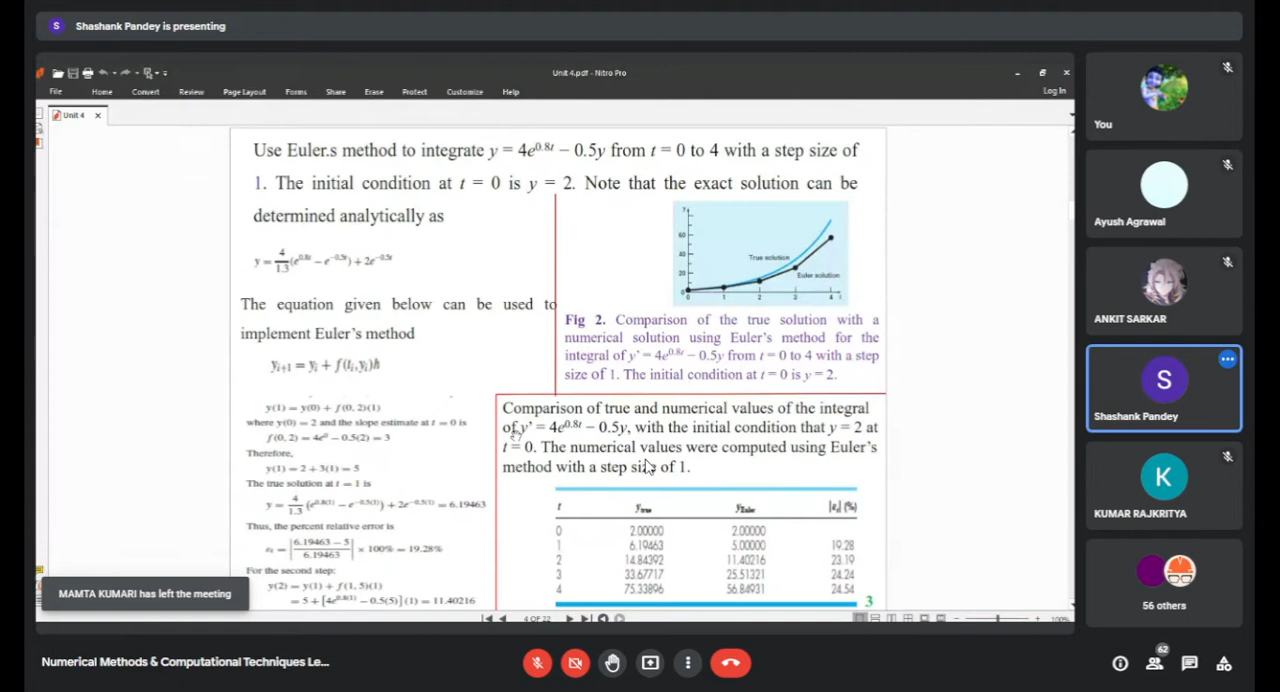 S Shashank Pandey is presenting
Unit 4.pdf - Nitro Pro
File Home Convert Review Page Layout Forms Share Erase Protect Customize Help Log In
Unit 4
Use Euler.s method to integrate y = 4e^0.8t – 0.5y from t = 0 to 4 with a step size of
1. The initial condition at t = 0 is y = 2. Note that the exact solution can be
determined analytically as
y = 4/1.3 (e^0.8t – e^–0.5t) + 2e^–0.5t
The equation given below can be used to
implement Euler's method
y_i+1 = y_i + f(t_i, y_i)h
y(1) = y(0) + f(0, 2)(1)
where y(0) = 2 and the slope estimate at t = 0 is
f(0, 2) = 4e^0 – 0.5(2) = 3
Therefore,
y(1) = 2 + 3(1) = 5
The true solution at t = 1 is
y = 4/1.3 (e^0.8(1) – e^–0.5(1)) + 2e^–0.5(1) = 6.19463
Thus, the percent relative error is
ε_t = |6.19463 – 5 / 6.19463| × 100% = 19.28%
For the second step:
y(2) = y(1) + f(1, 5)(1)
= 5 + [4e^0.8(1) – 0.5(5)] (1) = 11.40216
y
60
40
20
0
0 1 2 3 4 t
True solution
Euler solution
Fig 2. Comparison of the true solution with a
numerical solution using Euler's method for the
integral of y' = 4e^0.8t – 0.5y from t = 0 to 4 with a step
size of 1. The initial condition at t = 0 is y = 2.
Comparison of true and numerical values of the integral
of y' = 4e^0.8t – 0.5y, with the initial condition that y = 2 at
t = 0. The numerical values were computed using Euler's
method with a step size of 1.
t y_true y_Euler |ε_t| (%)
0 2.00000 2.00000
1 6.19463 5.00000 19.28
2 14.84392 11.40216 23.19
3 33.67717 25.51321 24.24
4 75.33896 56.84931 24.54
3
4 OF 22
100%
MAMTA KUMARI has left the meeting
You
Ayush Agrawal
ANKIT SARKAR
S
Shashank Pandey
K
KUMAR RAJKRITYA
56 others
Numerical Methods & Computational Techniques Le...
62